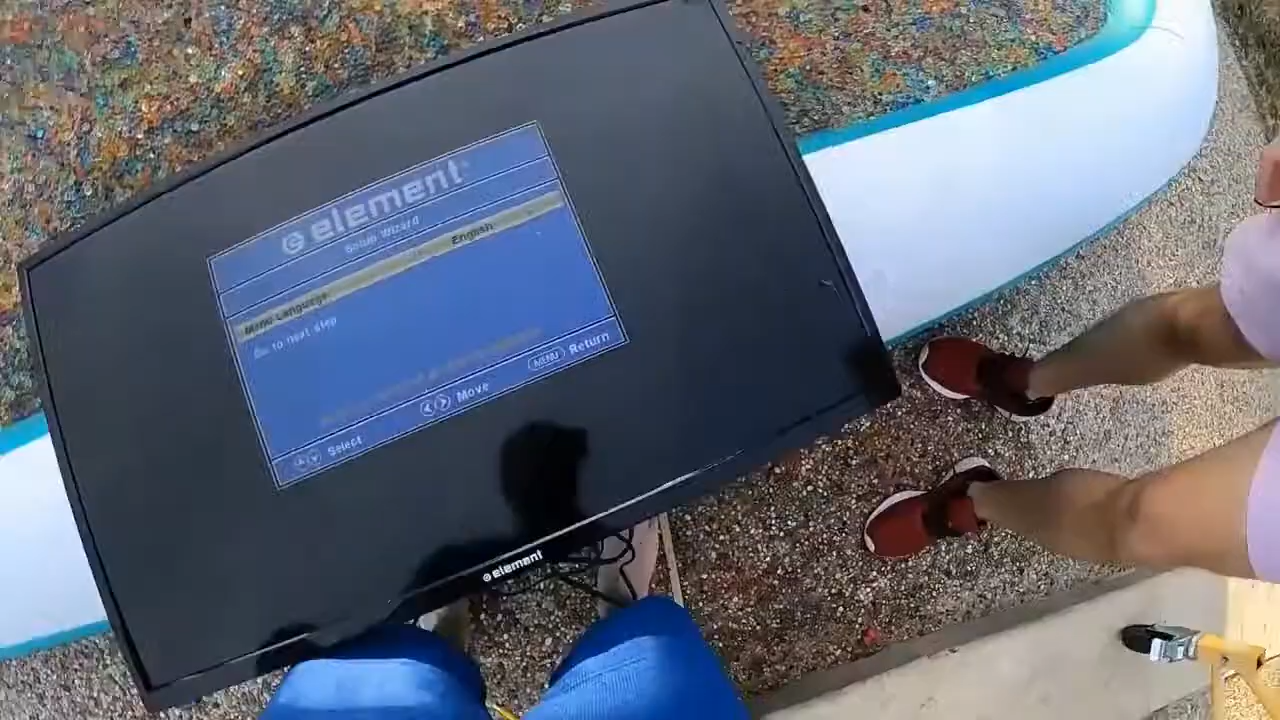 element
Setup Wizard
Menu Language English
Go to next step
Select Move MENU Return
element